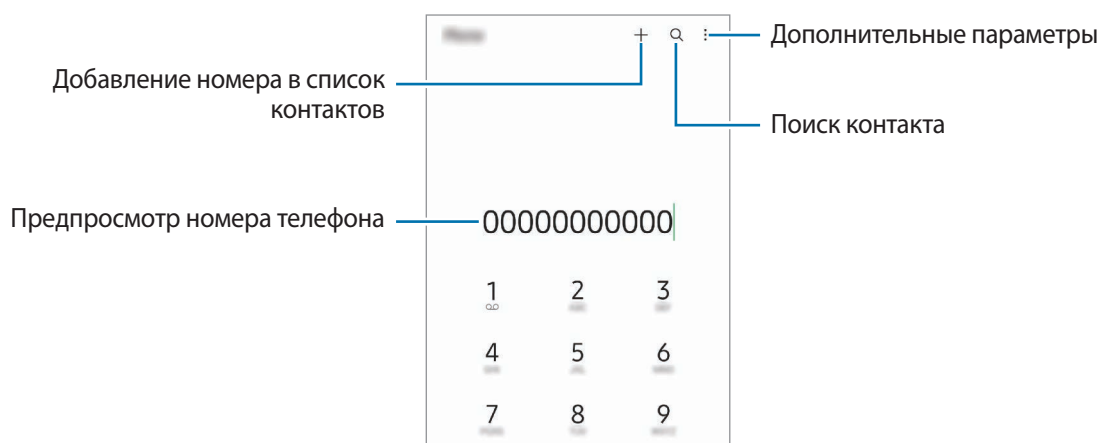 Дополнительные параметры
Добавление номера в список
контактов
Поиск контакта
Предпросмотр номера телефона
00000000000
1 2 3
4 5 6
7 8 9